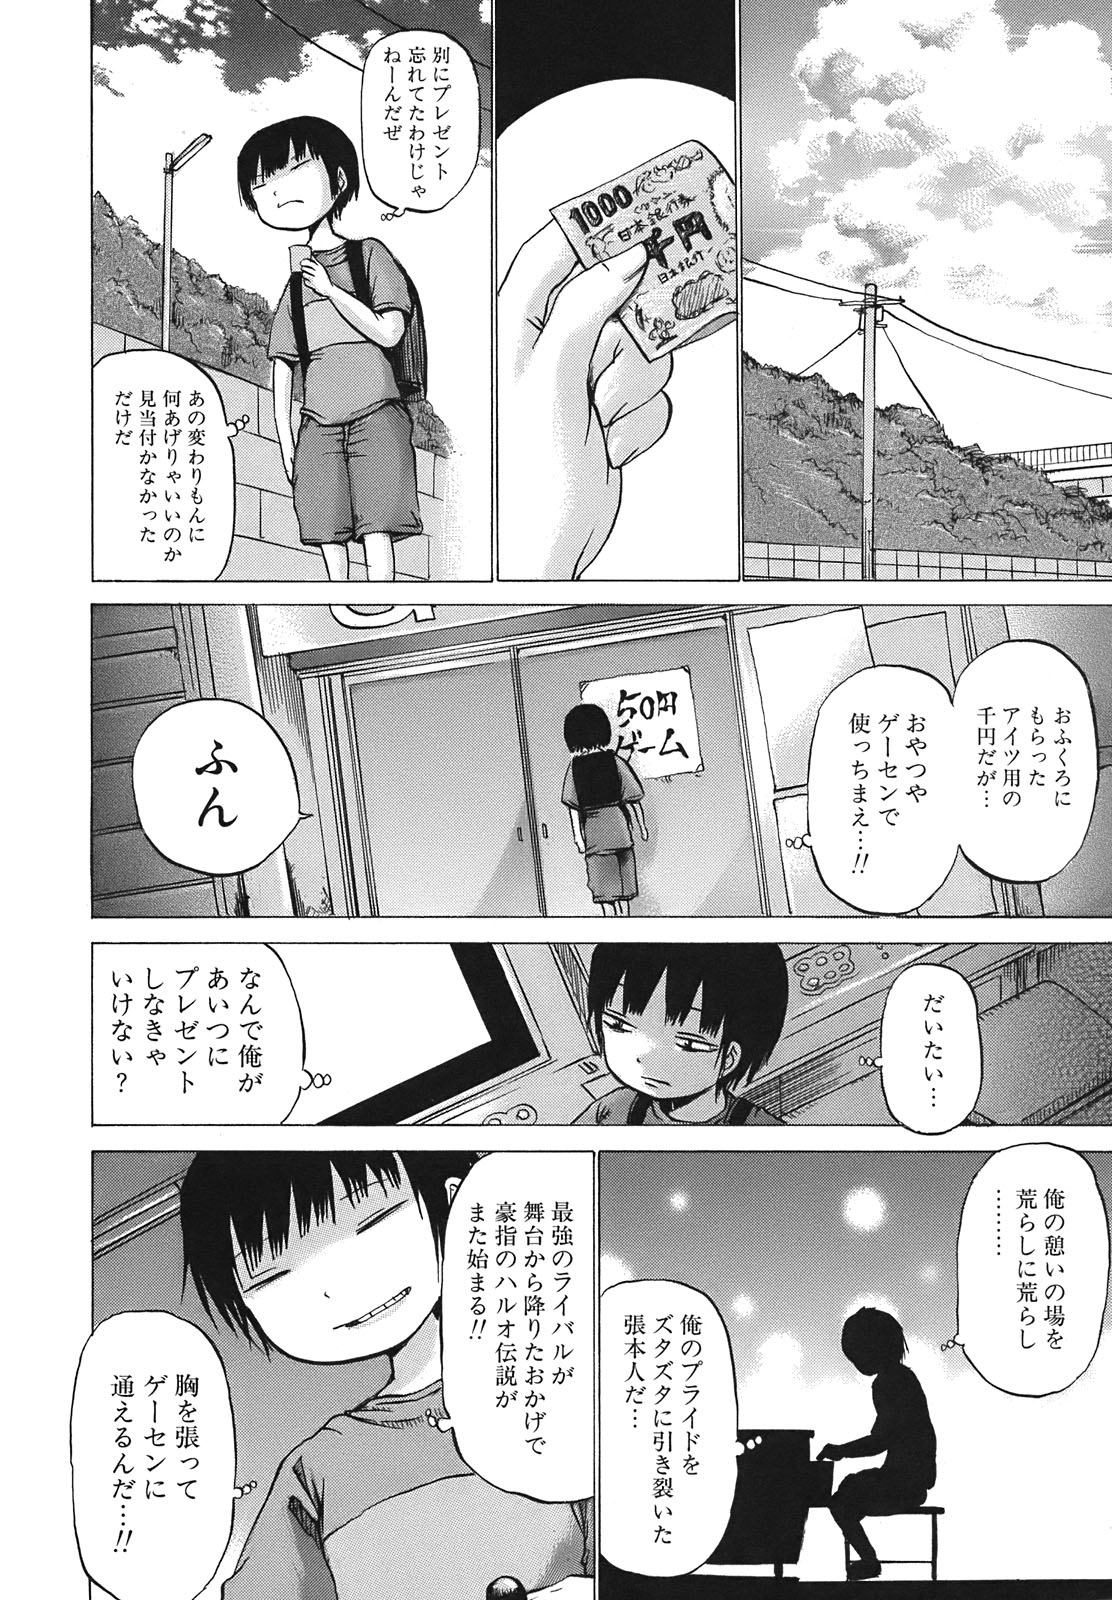 1000
日本銀行券
千円
別にプレゼント
忘れてたわけじゃ
ねーんだぜ
あの変わりもんに
何あげりゃいいのか
見当付かなかった
だけだ
おふくろに
もらった
アイツ用の
千円だが…
おやつや
ゲーセンで
使っちまえ…!!
50円
ゲーム
ふん
だいたい…
なんで俺が
あいつに
プレゼント
しなきゃ
いけない?
俺の憩いの場を
荒らしに荒らし
………
俺のプライドを
ズタズタに引き裂いた
張本人だ…
最強のライバルが
舞台から降りたおかげで
豪指のハルオ伝説が
また始まる!!
胸を張って
ゲーセンに
通えるんだ…!!